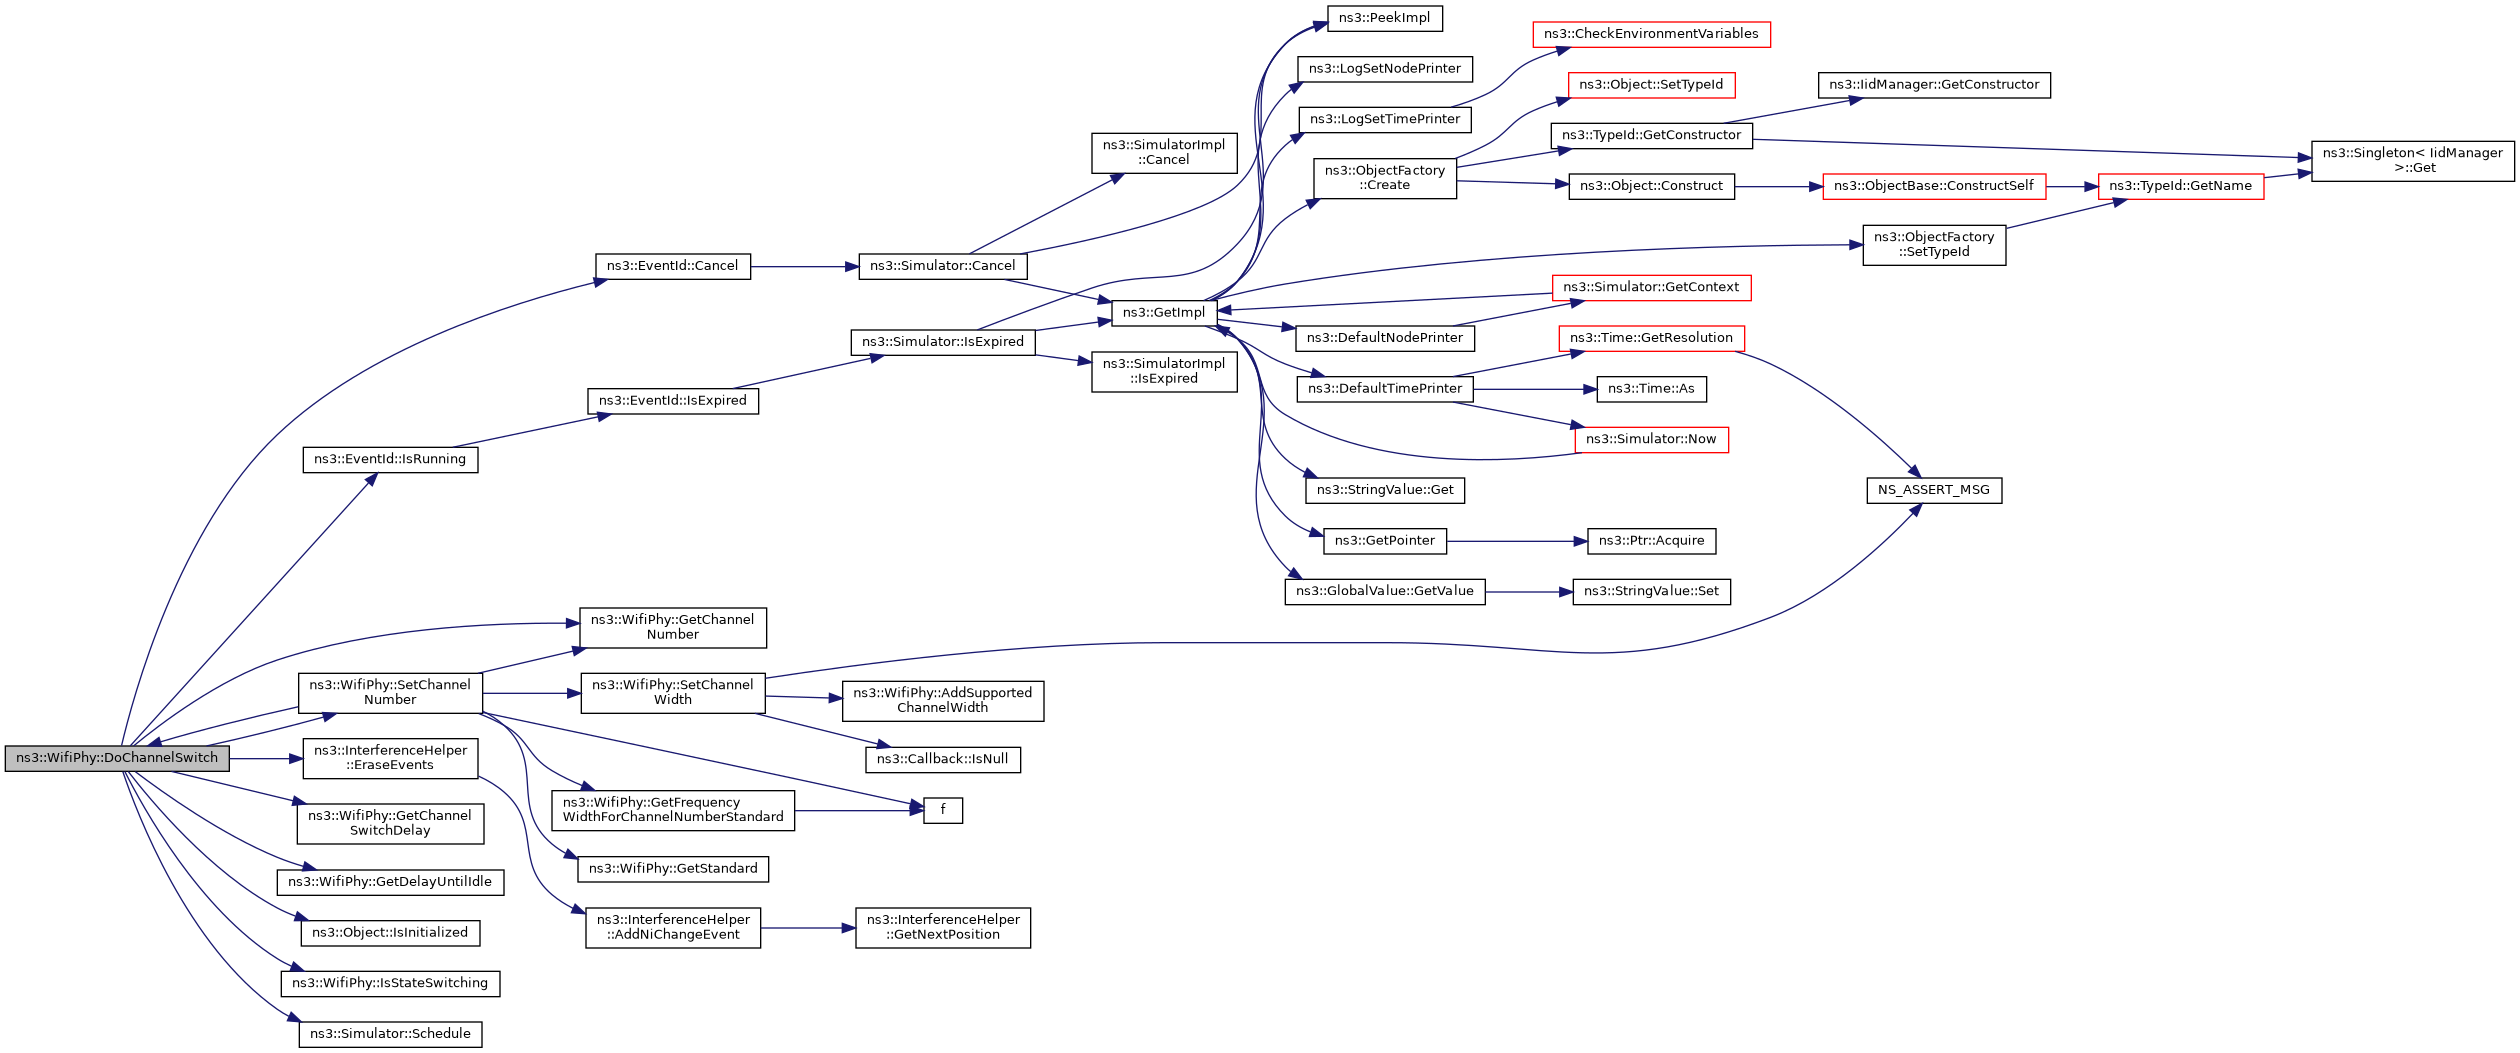 ns3::PeekImpl
ns3::CheckEnvironmentVariables
ns3::LogSetNodePrinter
ns3::Object::SetTypeId
ns3::IidManager::GetConstructor
ns3::LogSetTimePrinter
ns3::TypeId::GetConstructor
ns3::SimulatorImpl
::Cancel
ns3::Singleton< IidManager
>::Get
ns3::ObjectFactory
::Create
ns3::Object::Construct
ns3::ObjectBase::ConstructSelf
ns3::TypeId::GetName
ns3::ObjectFactory
::SetTypeId
ns3::EventId::Cancel
ns3::Simulator::Cancel
ns3::Simulator::GetContext
ns3::GetImpl
ns3::Simulator::IsExpired
ns3::DefaultNodePrinter
ns3::Time::GetResolution
ns3::SimulatorImpl
::IsExpired
ns3::DefaultTimePrinter
ns3::Time::As
ns3::EventId::IsExpired
ns3::Simulator::Now
ns3::EventId::IsRunning
ns3::StringValue::Get
NS_ASSERT_MSG
ns3::GetPointer
ns3::Ptr::Acquire
ns3::GlobalValue::GetValue
ns3::StringValue::Set
ns3::WifiPhy::GetChannel
Number
ns3::WifiPhy::SetChannel
Number
ns3::WifiPhy::SetChannel
Width
ns3::WifiPhy::AddSupported
ChannelWidth
ns3::WifiPhy::DoChannelSwitch
ns3::InterferenceHelper
::EraseEvents
ns3::Callback::IsNull
ns3::WifiPhy::GetChannel
SwitchDelay
ns3::WifiPhy::GetFrequency
WidthForChannelNumberStandard
f
ns3::WifiPhy::GetDelayUntilIdle
ns3::WifiPhy::GetStandard
ns3::Object::IsInitialized
ns3::InterferenceHelper
::AddNiChangeEvent
ns3::InterferenceHelper
::GetNextPosition
ns3::WifiPhy::IsStateSwitching
ns3::Simulator::Schedule